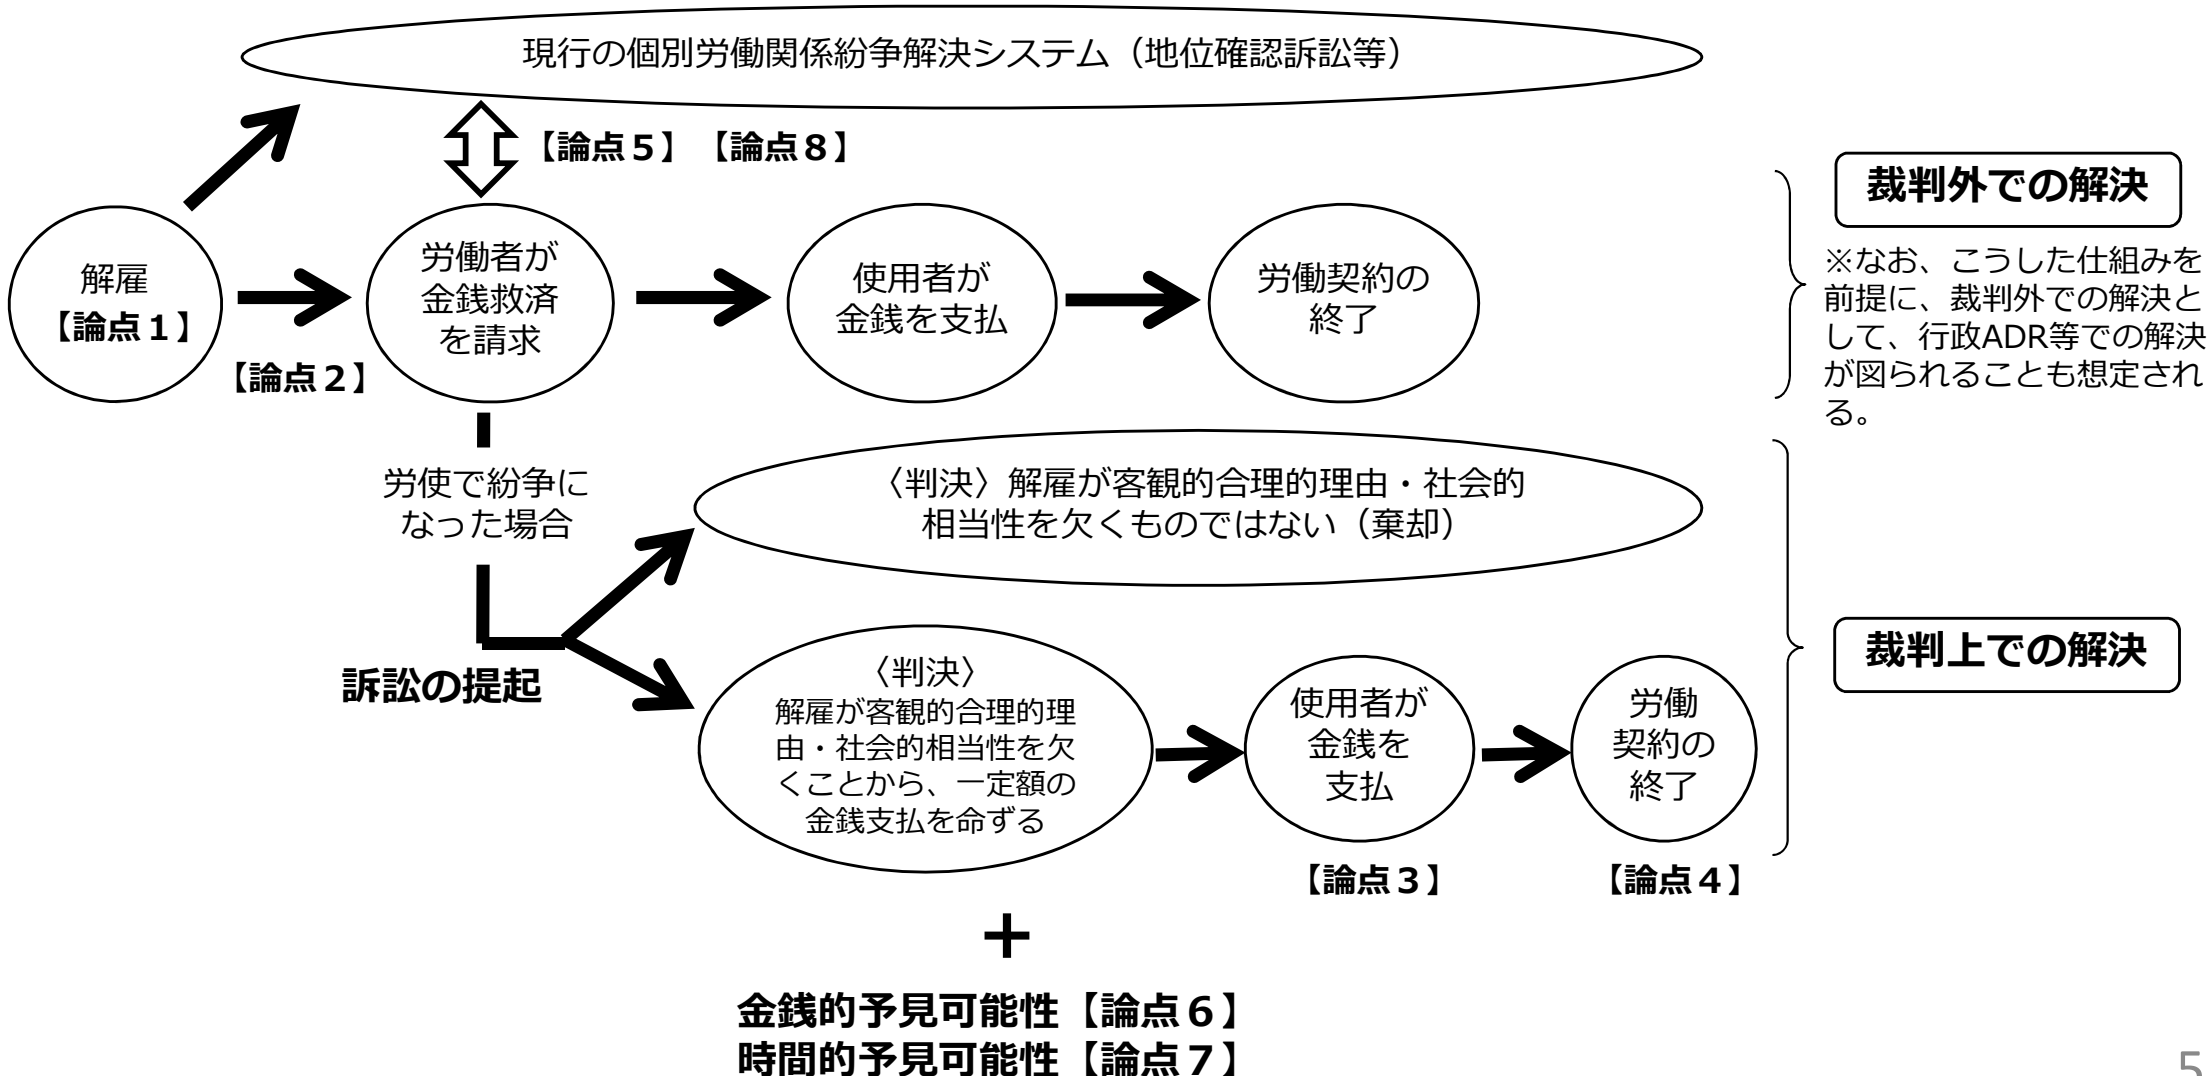 現行の個別労働関係紛争解決システム（地位確認訴訟等）
【論点５】【論点８】
解雇
【論点１】
【論点２】
労働者が
金銭救済
を請求
使用者が
金銭を支払
労働契約の
終了
裁判外での解決
※なお、こうした仕組みを
前提に、裁判外での解決と
して、行政ADR等での解決
が図られることも想定され
る。
労使で紛争に
なった場合
〈判決〉解雇が客観的合理的理由・社会的
相当性を欠くものではない（棄却）
訴訟の提起
〈判決〉
解雇が客観的合理的理
由・社会的相当性を欠
くことから、一定額の
金銭支払を命ずる
使用者が
金銭を
支払
労働
契約の
終了
裁判上での解決
【論点３】
【論点４】
＋
金銭的予見可能性【論点６】
時間的予見可能性【論点７】
5